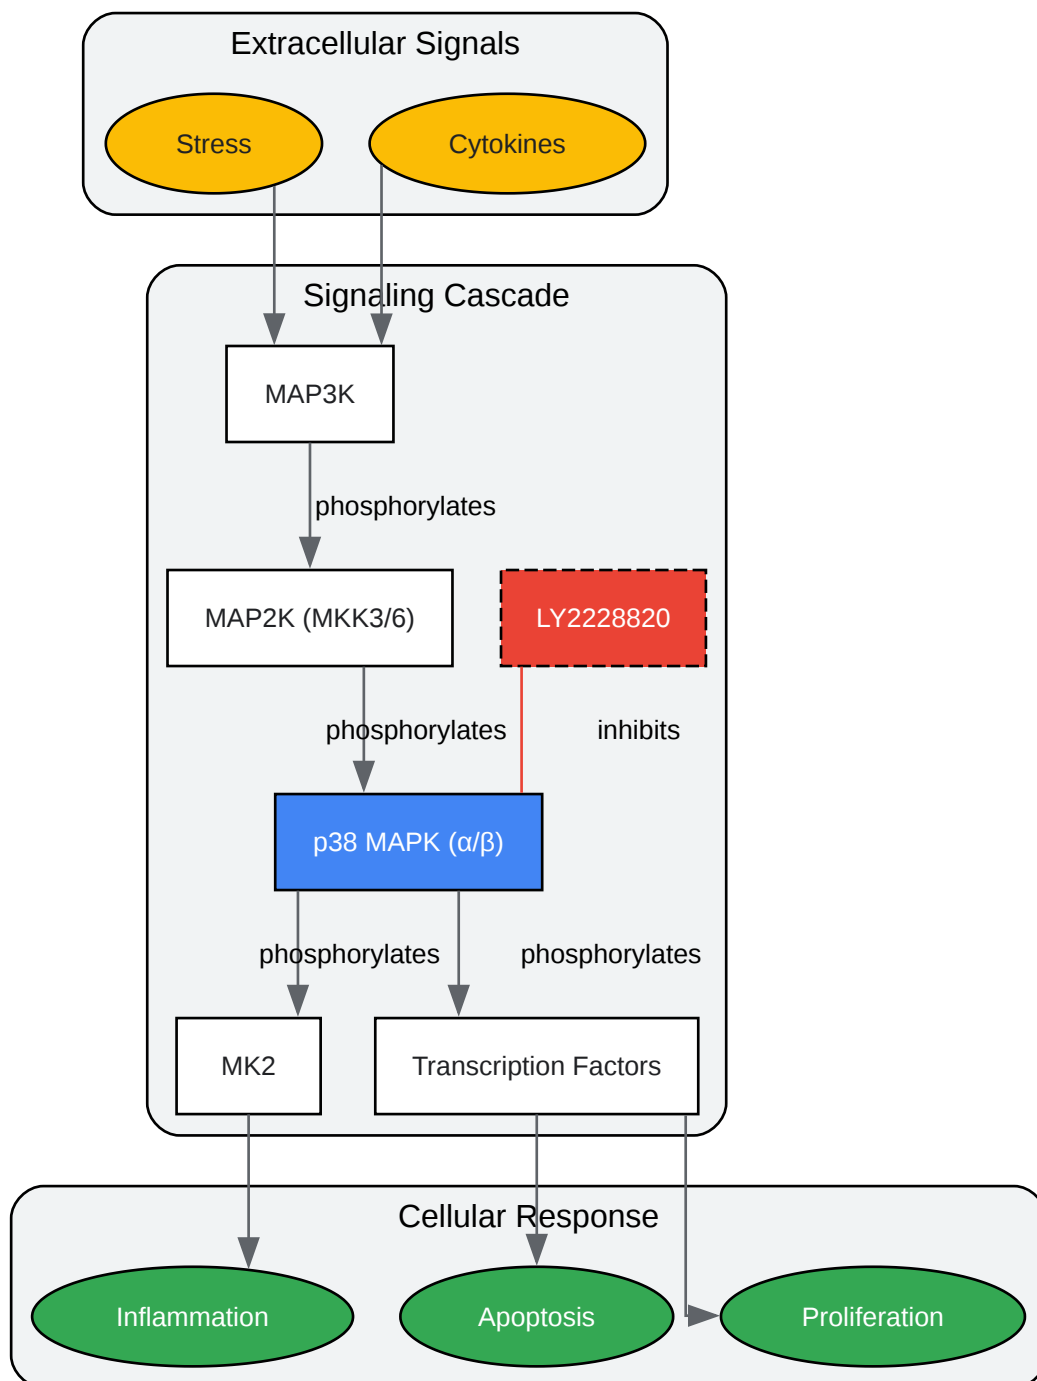 Extracellular Signals
Stress
Cytokines
Signaling Cascade
MAP3K
phosphorylates
MAP2K (MKK3/6)
LY2228820
phosphorylates
inhibits
p38 MAPK (α/β)
phosphorylates
phosphorylates
MK2
Transcription Factors
Cellular Response
Inflammation
Apoptosis
Proliferation